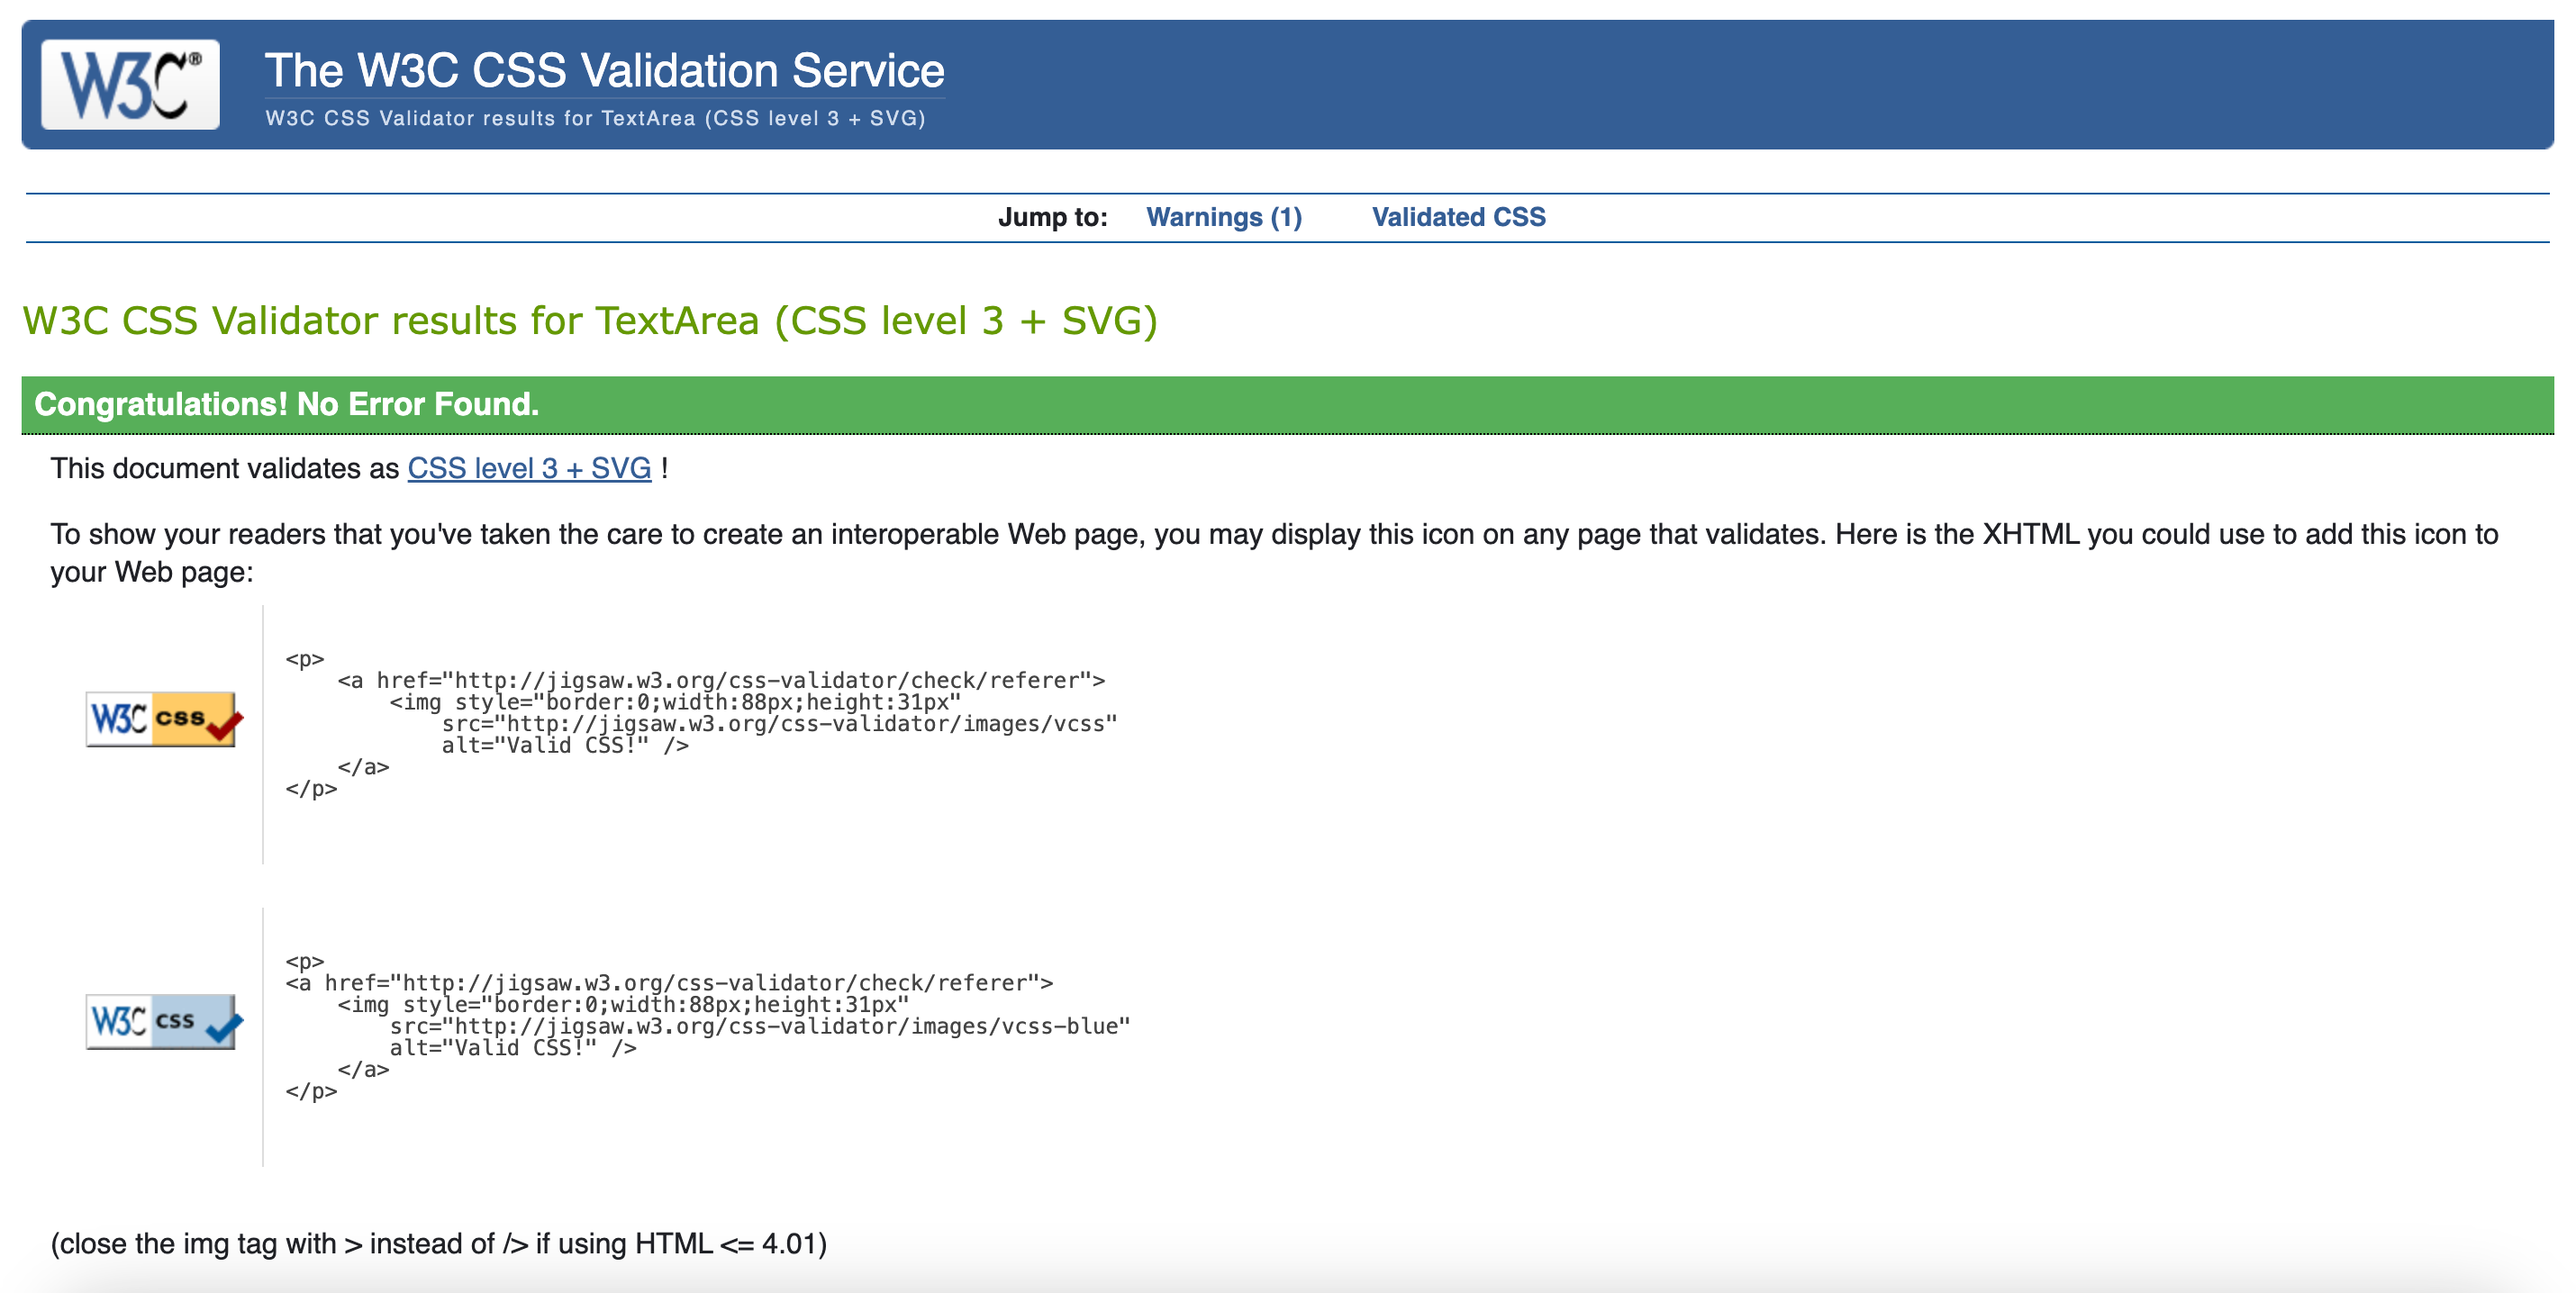 W3C®
The W3C CSS Validation Service
W3C CSS Validator results for TextArea (CSS level 3 + SVG)
Jump to: Warnings (1) Validated CSS
W3C CSS Validator results for TextArea (CSS level 3 + SVG)
Congratulations! No Error Found.
This document validates as CSS level 3 + SVG !
To show your readers that you've taken the care to create an interoperable Web page, you may display this icon on any page that validates. Here is the XHTML you could use to add this icon to
your Web page:
W3C css
<p>
    <a href="http://jigsaw.w3.org/css-validator/check/referer">
        <img style="border:0;width:88px;height:31px"
            src="http://jigsaw.w3.org/css-validator/images/vcss"
            alt="Valid CSS!" />
    </a>
</p>
W3C css
<p>
<a href="http://jigsaw.w3.org/css-validator/check/referer">
    <img style="border:0;width:88px;height:31px"
        src="http://jigsaw.w3.org/css-validator/images/vcss-blue"
        alt="Valid CSS!" />
    </a>
</p>
(close the img tag with > instead of /> if using HTML <= 4.01)